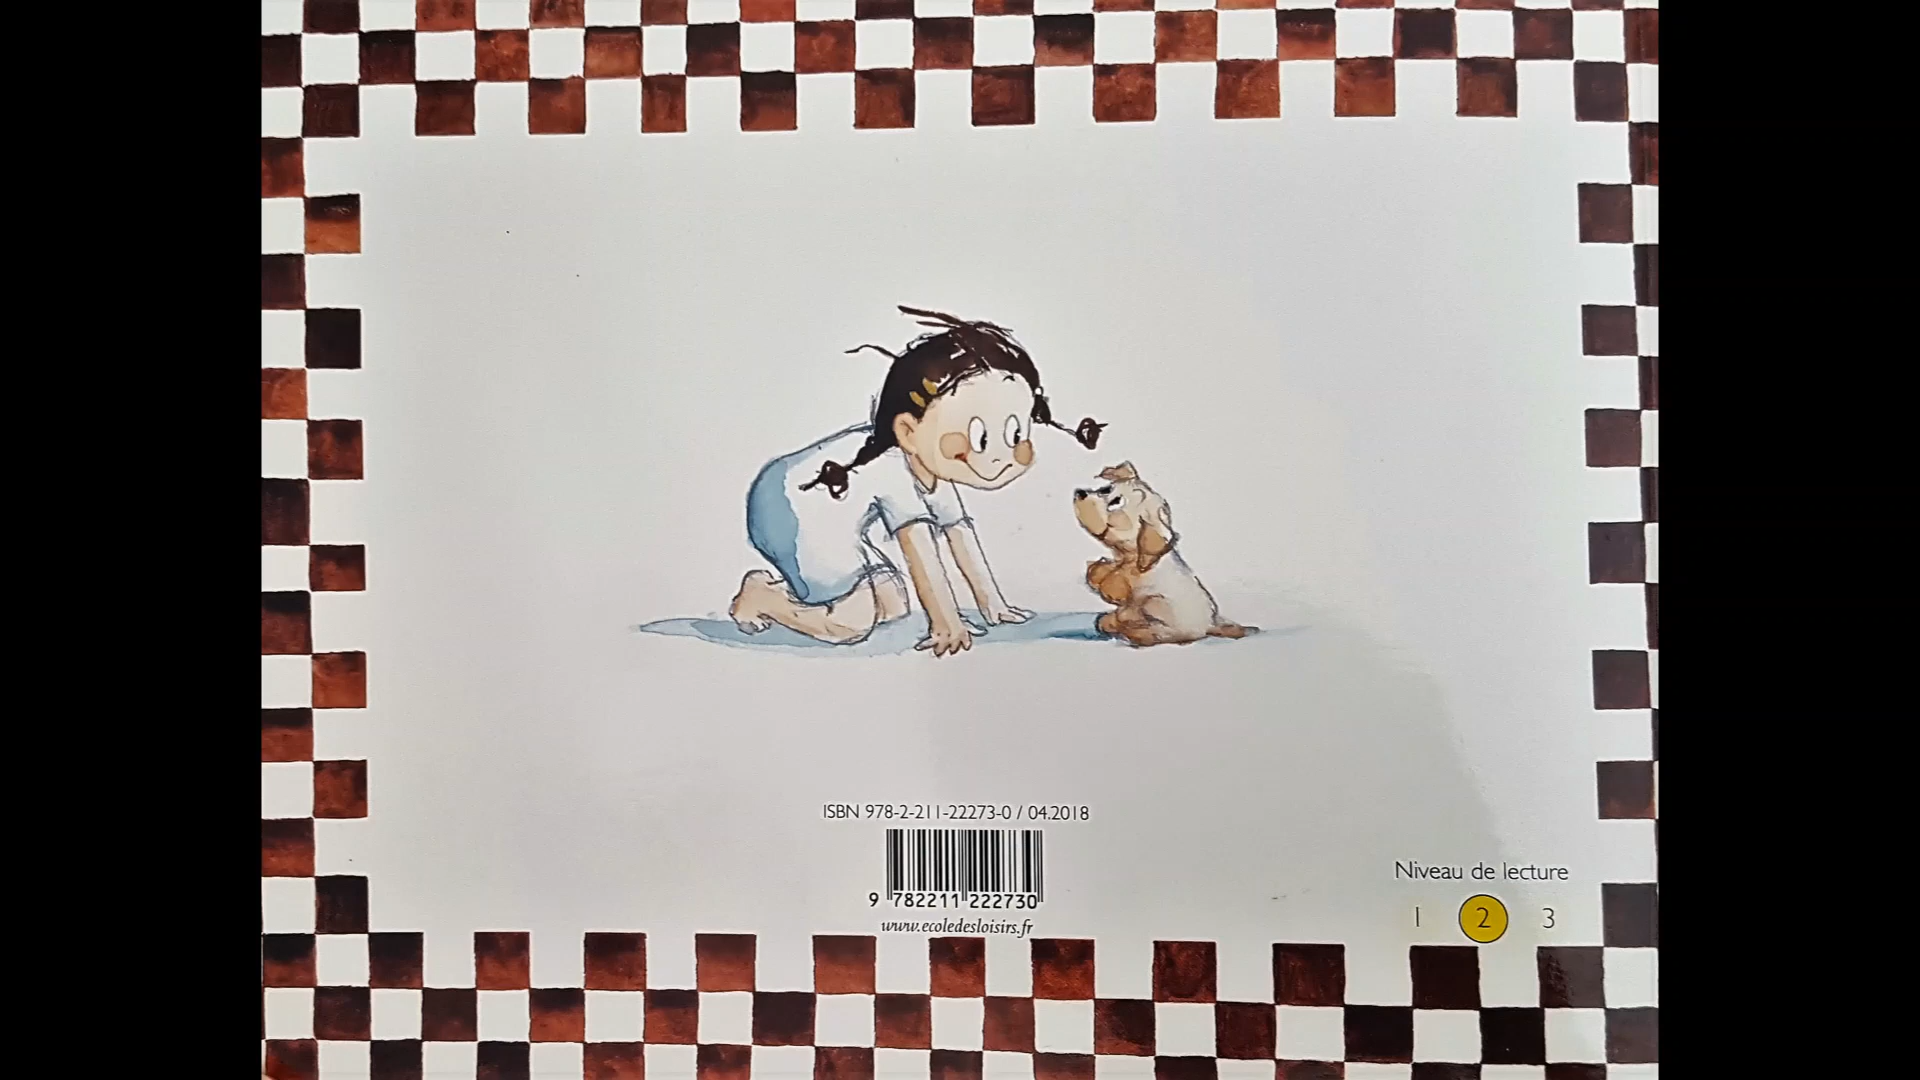 ISBN 978-2-211-22273-0 / 04.2018
9 782211 222730
www.ecoledesloisirs.fr
Niveau de lecture
1 2 3